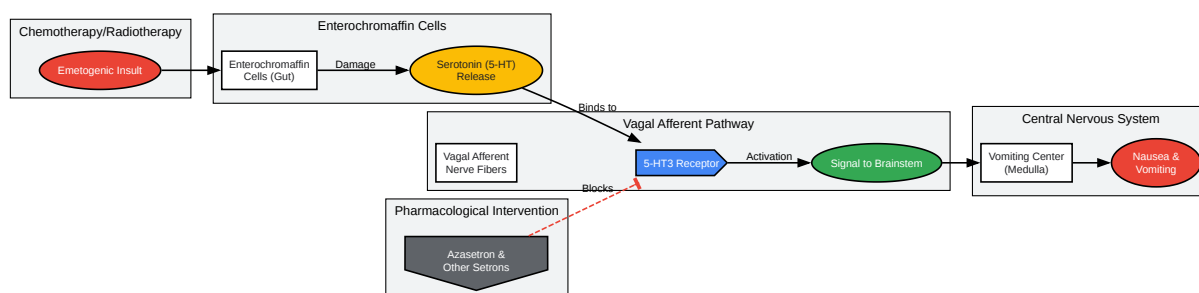 Chemotherapy/Radiotherapy
Emetogenic Insult
Enterochromaffin Cells
Enterochromaffin
Cells (Gut)
Damage
Serotonin (5-HT)
Release
Binds to
Vagal Afferent Pathway
Vagal Afferent
Nerve Fibers
5-HT3 Receptor
Activation
Signal to Brainstem
Central Nervous System
Vomiting Center
(Medulla)
Nausea &
Vomiting
Blocks
Pharmacological Intervention
Azasetron &
Other Setrons